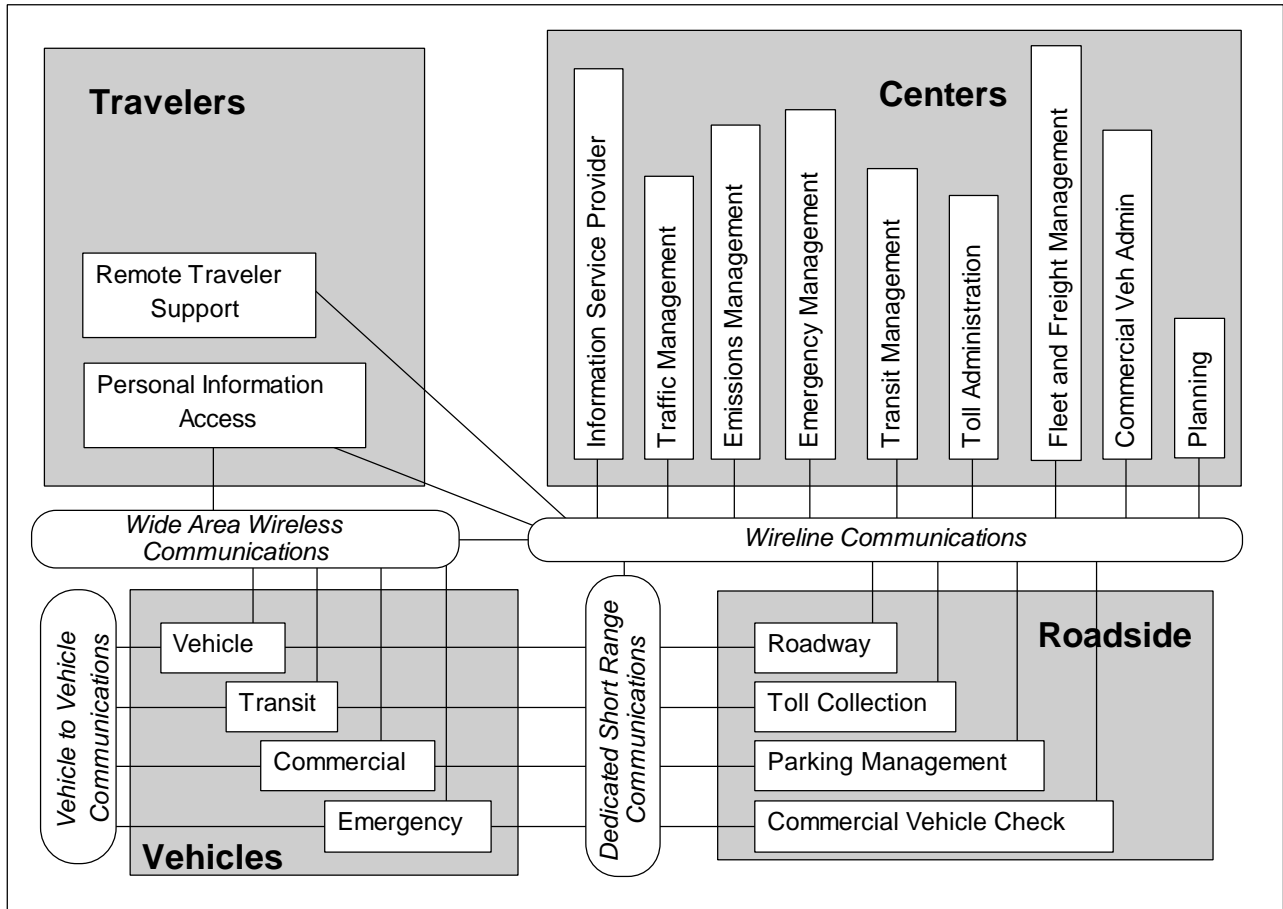 Travelers
Remote Traveler
Support
Personal Information
Access
Centers
Information Service Provider
Traffic Management
Emissions Management
Emergency Management
Transit Management
Toll Administration
Fleet and Freight Management
Commercial Veh Admin
Planning
Wide Area Wireless
Communications
Wireline Communications
Vehicle to Vehicle
Communications
Vehicle
Transit
Commercial
Emergency
Vehicles
Dedicated Short Range
Communications
Roadside
Roadway
Toll Collection
Parking Management
Commercial Vehicle Check